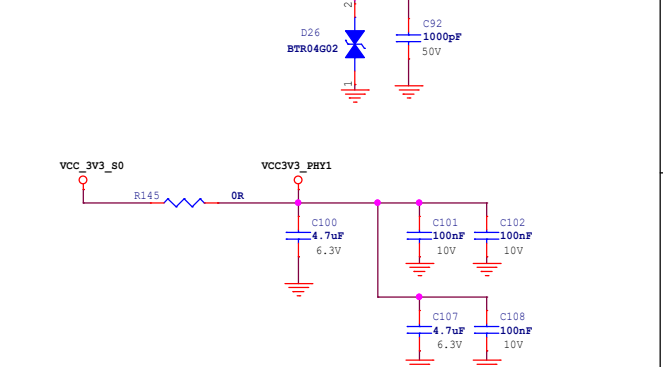 2
D26
BTR04G02
1
C92
1000pF
50V
VCC_3V3_S0
VCC3V3_PHY1
R145
0R
C100
4.7uF
6.3V
C101
100nF
10V
C102
100nF
10V
C107
4.7uF
6.3V
C108
100nF
10V